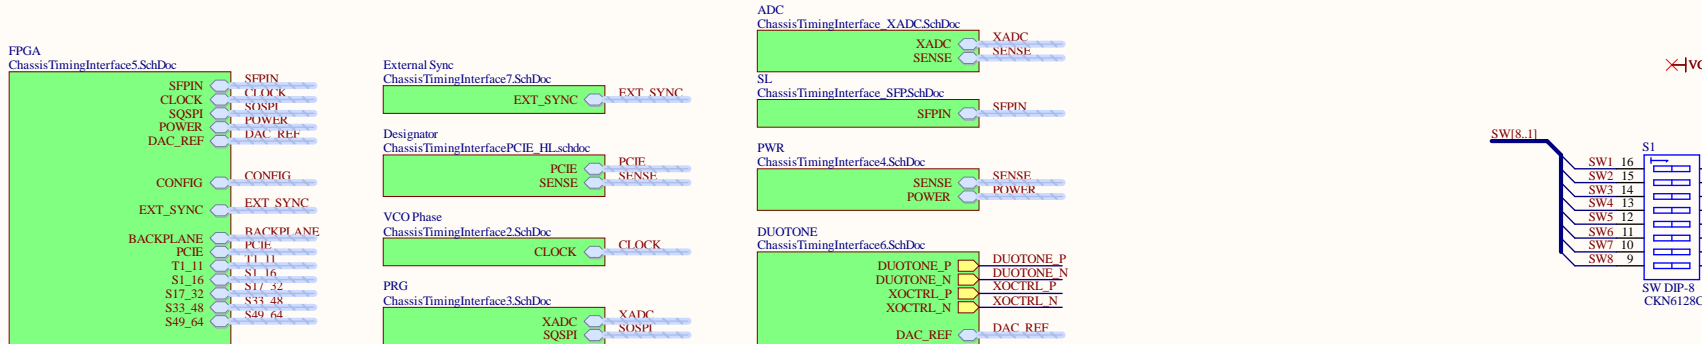 FPGA
ChassisTimingInterface5.SchDoc
SFPIN SFPIN
CLOCK CLOCK
SQSPI SQSPI
POWER POWER
DAC_REF DAC_REF
CONFIG CONFIG
EXT_SYNC EXT_SYNC
BACKPLANE BACKPLANE
PCIE PCIE
T1_11 T1_11
S1_16 S1_16
S17_32 S17_32
S33_48 S33_48
S49_64 S49_64
External Sync
ChassisTimingInterface7.SchDoc
EXT_SYNC EXT_SYNC
Designator
ChassisTimingInterfacePCIE_HL.schdoc
PCIE PCIE
SENSE SENSE
VCO Phase
ChassisTimingInterface2.SchDoc
CLOCK CLOCK
PRG
ChassisTimingInterface3.SchDoc
XADC XADC
SQSPI SQSPI
ADC
ChassisTimingInterface_XADC.SchDoc
XADC XADC
SENSE SENSE
SL
ChassisTimingInterface_SFP.SchDoc
SFPIN SFPIN
PWR
ChassisTimingInterface4.SchDoc
SENSE SENSE
POWER POWER
DUOTONE
ChassisTimingInterface6.SchDoc
DUOTONE_P DUOTONE_P
DUOTONE_N DUOTONE_N
XOCTRL_P XOCTRL_P
XOCTRL_N XOCTRL_N
DAC_REF DAC_REF
VC
SW[8..1]
S1
SW1 16
SW2 15
SW3 14
SW4 13
SW5 12
SW6 11
SW7 10
SW8 9
SW DIP-8
CKN6128C